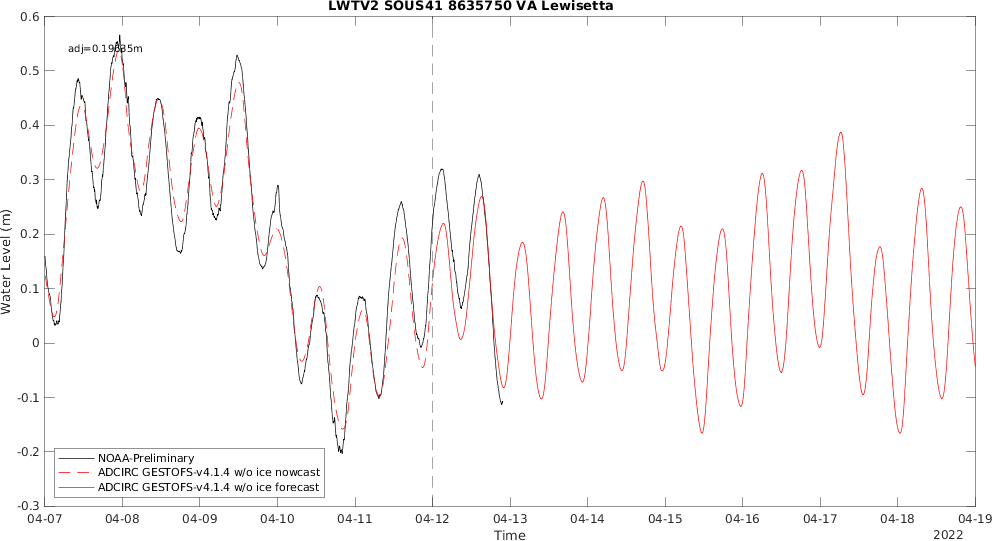 LWTV2 SOUS41 8635750 VA Lewisetta
0.6
0.5
0.4
0.3
0.2
0.1
0
-0.1
-0.2
-0.3
Water Level (m)
NOAA-Preliminary
ADCIRC GESTOFS-v4.1.4 w/o ice nowcast
ADCIRC GESTOFS-v4.1.4 w/o ice forecast
04-07 04-08 04-09 04-10 04-11 04-12 04-13 04-14 04-15 04-16 04-17 04-18 04-19
Time
2022